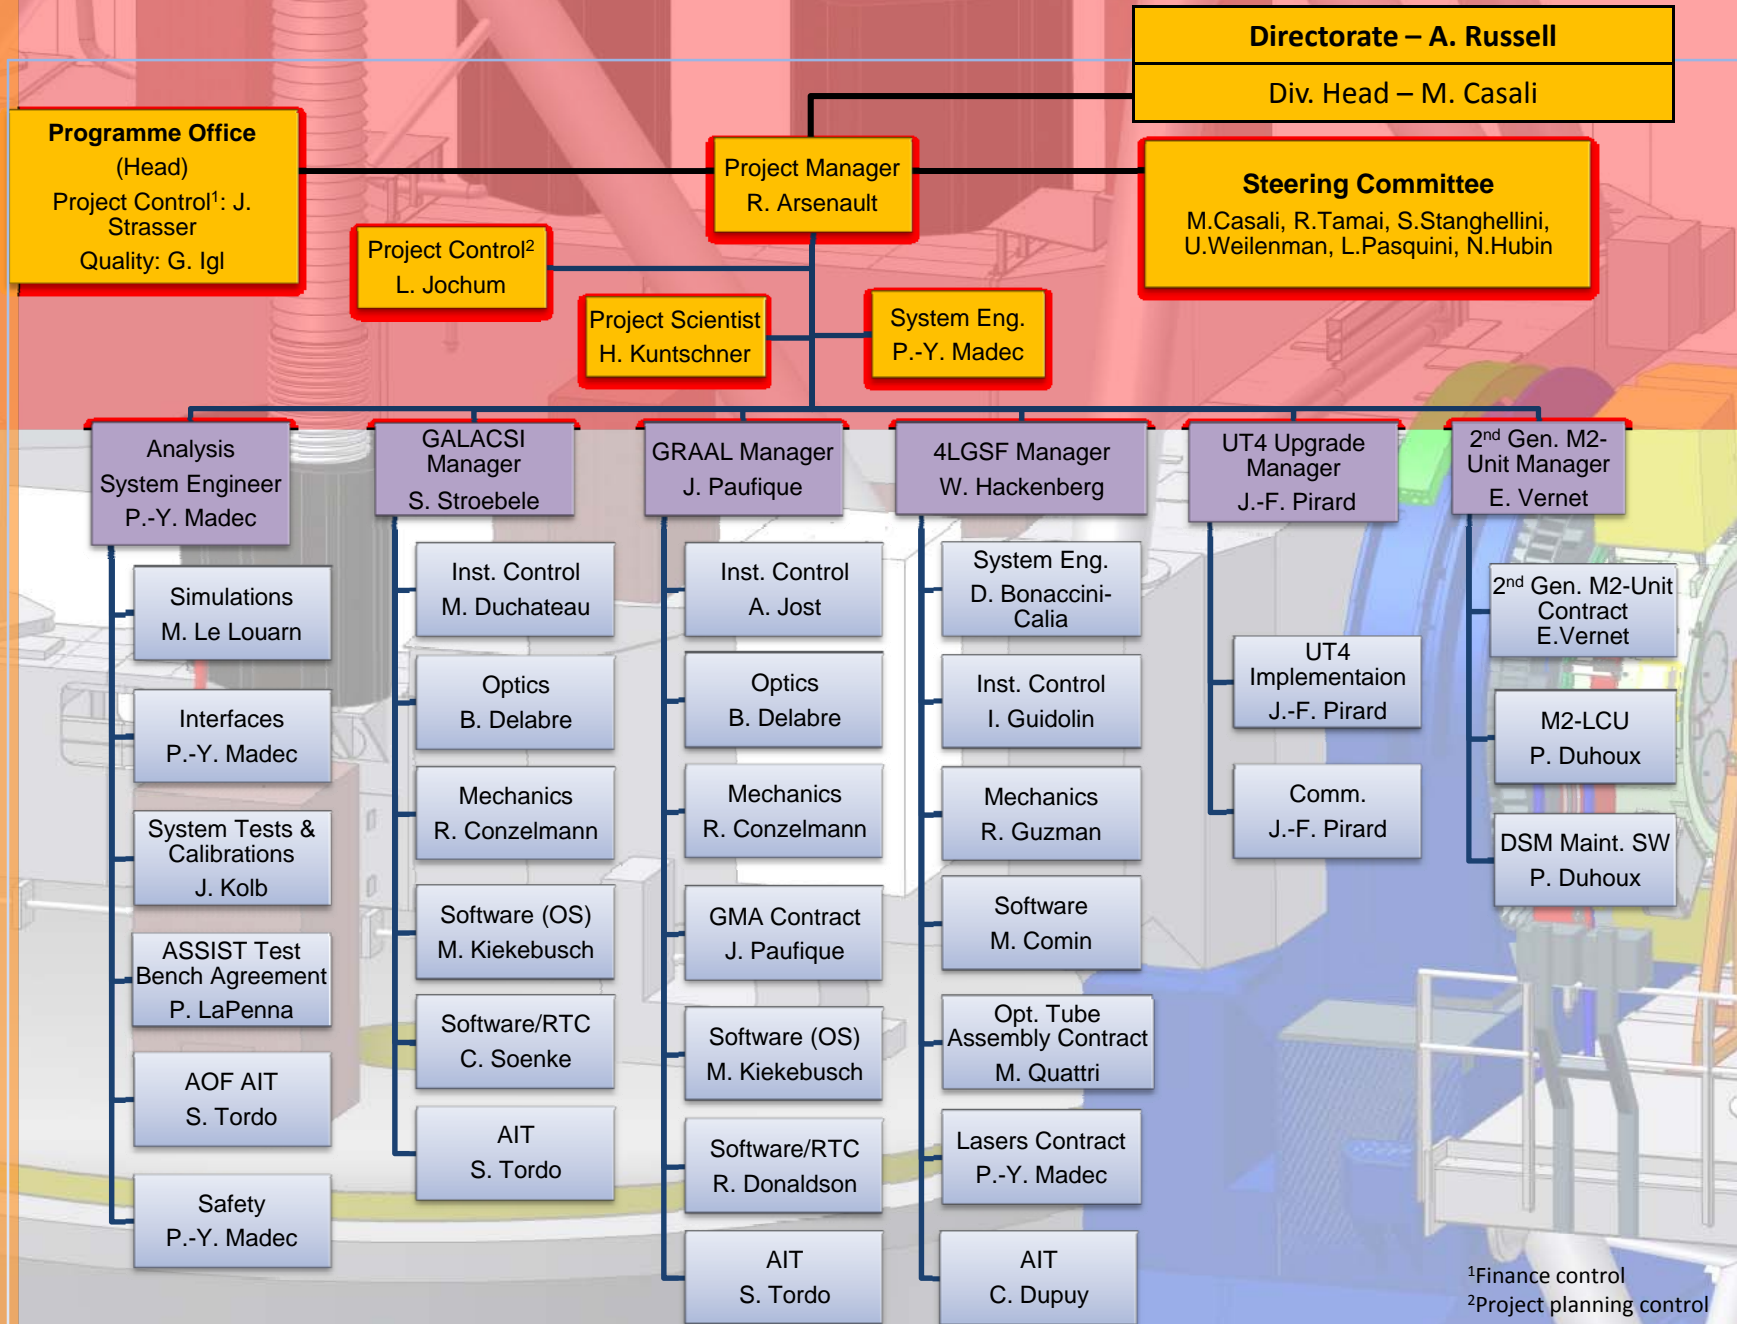 Directorate – A. Russell
Div. Head – M. Casali
Programme Office
(Head)
Project Control¹: J.
Strasser
Quality: G. Igl
Project Manager
R. Arsenault
Steering Committee
M.Casali, R.Tamai, S.Stanghellini,
U.Weilenman, L.Pasquini, N.Hubin
Project Control²
L. Jochum
Project Scientist
H. Kuntschner
System Eng.
P.-Y. Madec
Analysis
System Engineer
P.-Y. Madec
Simulations
M. Le Louarn
Interfaces
P.-Y. Madec
System Tests &
Calibrations
J. Kolb
ASSIST Test
Bench Agreement
P. LaPenna
AOF AIT
S. Tordo
Safety
P.-Y. Madec
GALACSI
Manager
S. Stroebele
Inst. Control
M. Duchateau
Optics
B. Delabre
Mechanics
R. Conzelmann
Software (OS)
M. Kiekebusch
Software/RTC
C. Soenke
AIT
S. Tordo
GRAAL Manager
J. Paufique
Inst. Control
A. Jost
Optics
B. Delabre
Mechanics
R. Conzelmann
GMA Contract
J. Paufique
Software (OS)
M. Kiekebusch
Software/RTC
R. Donaldson
AIT
S. Tordo
4LGSF Manager
W. Hackenberg
System Eng.
D. Bonaccini-
Calia
Inst. Control
I. Guidolin
Mechanics
R. Guzman
Software
M. Comin
Opt. Tube
Assembly Contract
M. Quattri
Lasers Contract
P.-Y. Madec
AIT
C. Dupuy
UT4 Upgrade
Manager
J.-F. Pirard
UT4
Implementaion
J.-F. Pirard
Comm.
J.-F. Pirard
2nd Gen. M2-
Unit Manager
E. Vernet
2nd Gen. M2-Unit
Contract
E.Vernet
M2-LCU
P. Duhoux
DSM Maint. SW
P. Duhoux
¹Finance control
²Project planning control